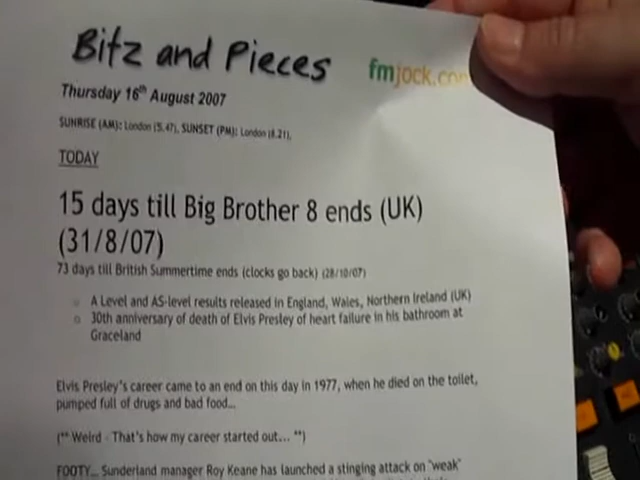 Bitz and Pieces
fmjock.com
Thursday 16th August 2007
SUNRISE (AM): London (5.47), SUNSET (PM): London (8.21),
TODAY
15 days till Big Brother 8 ends (UK)
(31/8/07)
73 days till British Summertime ends (clocks go back) (28/10/07)
A Level and AS-level results released in England, Wales, Northern Ireland (UK)
30th anniversary of death of Elvis Presley of heart failure in his bathroom at
Graceland
Elvis Presley's career came to an end on this day in 1977, when he died on the toilet,
pumped full of drugs and bad food...
(** Weird - That's how my career started out... **)
FOOTY... Sunderland manager Roy Keane has launched a stinging attack on "weak"